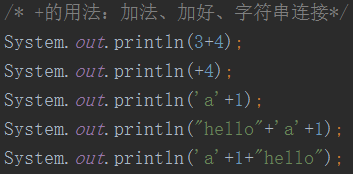 /* +的用法：加法、加好、字符串连接*/
System.out.println(3+4);
System.out.println(+4);
System.out.println('a'+1);
System.out.println("hello"+'a'+1);
System.out.println('a'+1+"hello");